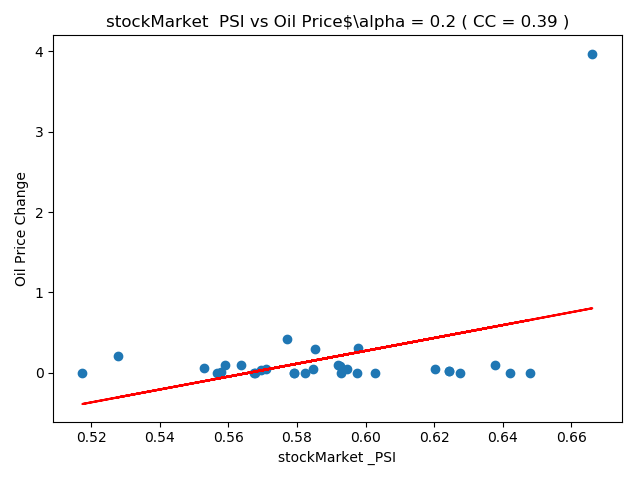 stockMarket  PSI vs Oil Price$\alpha = 0.2 ( CC = 0.39 )
4
3
2
1
0
Oil Price Change
0.52 0.54 0.56 0.58 0.60 0.62 0.64 0.66
stockMarket _PSI